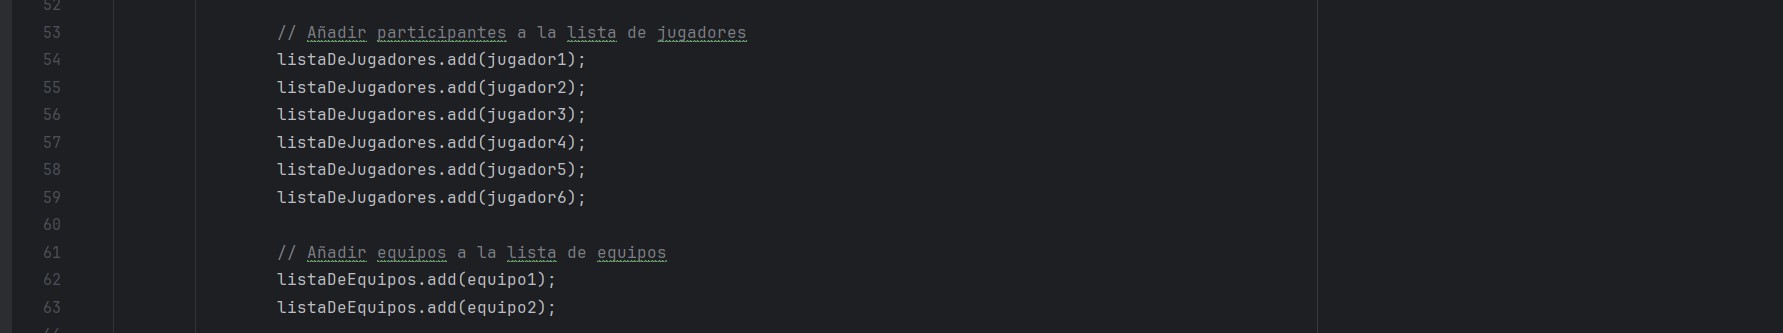 52
53 // Añadir participantes a la lista de jugadores
54 listaDeJugadores.add(jugador1);
55 listaDeJugadores.add(jugador2);
56 listaDeJugadores.add(jugador3);
57 listaDeJugadores.add(jugador4);
58 listaDeJugadores.add(jugador5);
59 listaDeJugadores.add(jugador6);
60
61 // Añadir equipos a la lista de equipos
62 listaDeEquipos.add(equipo1);
63 listaDeEquipos.add(equipo2);